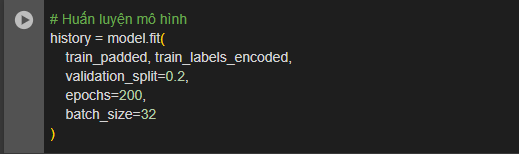 # Huấn luyện mô hình
history = model.fit(
    train_padded, train_labels_encoded,
    validation_split=0.2,
    epochs=200,
    batch_size=32
)